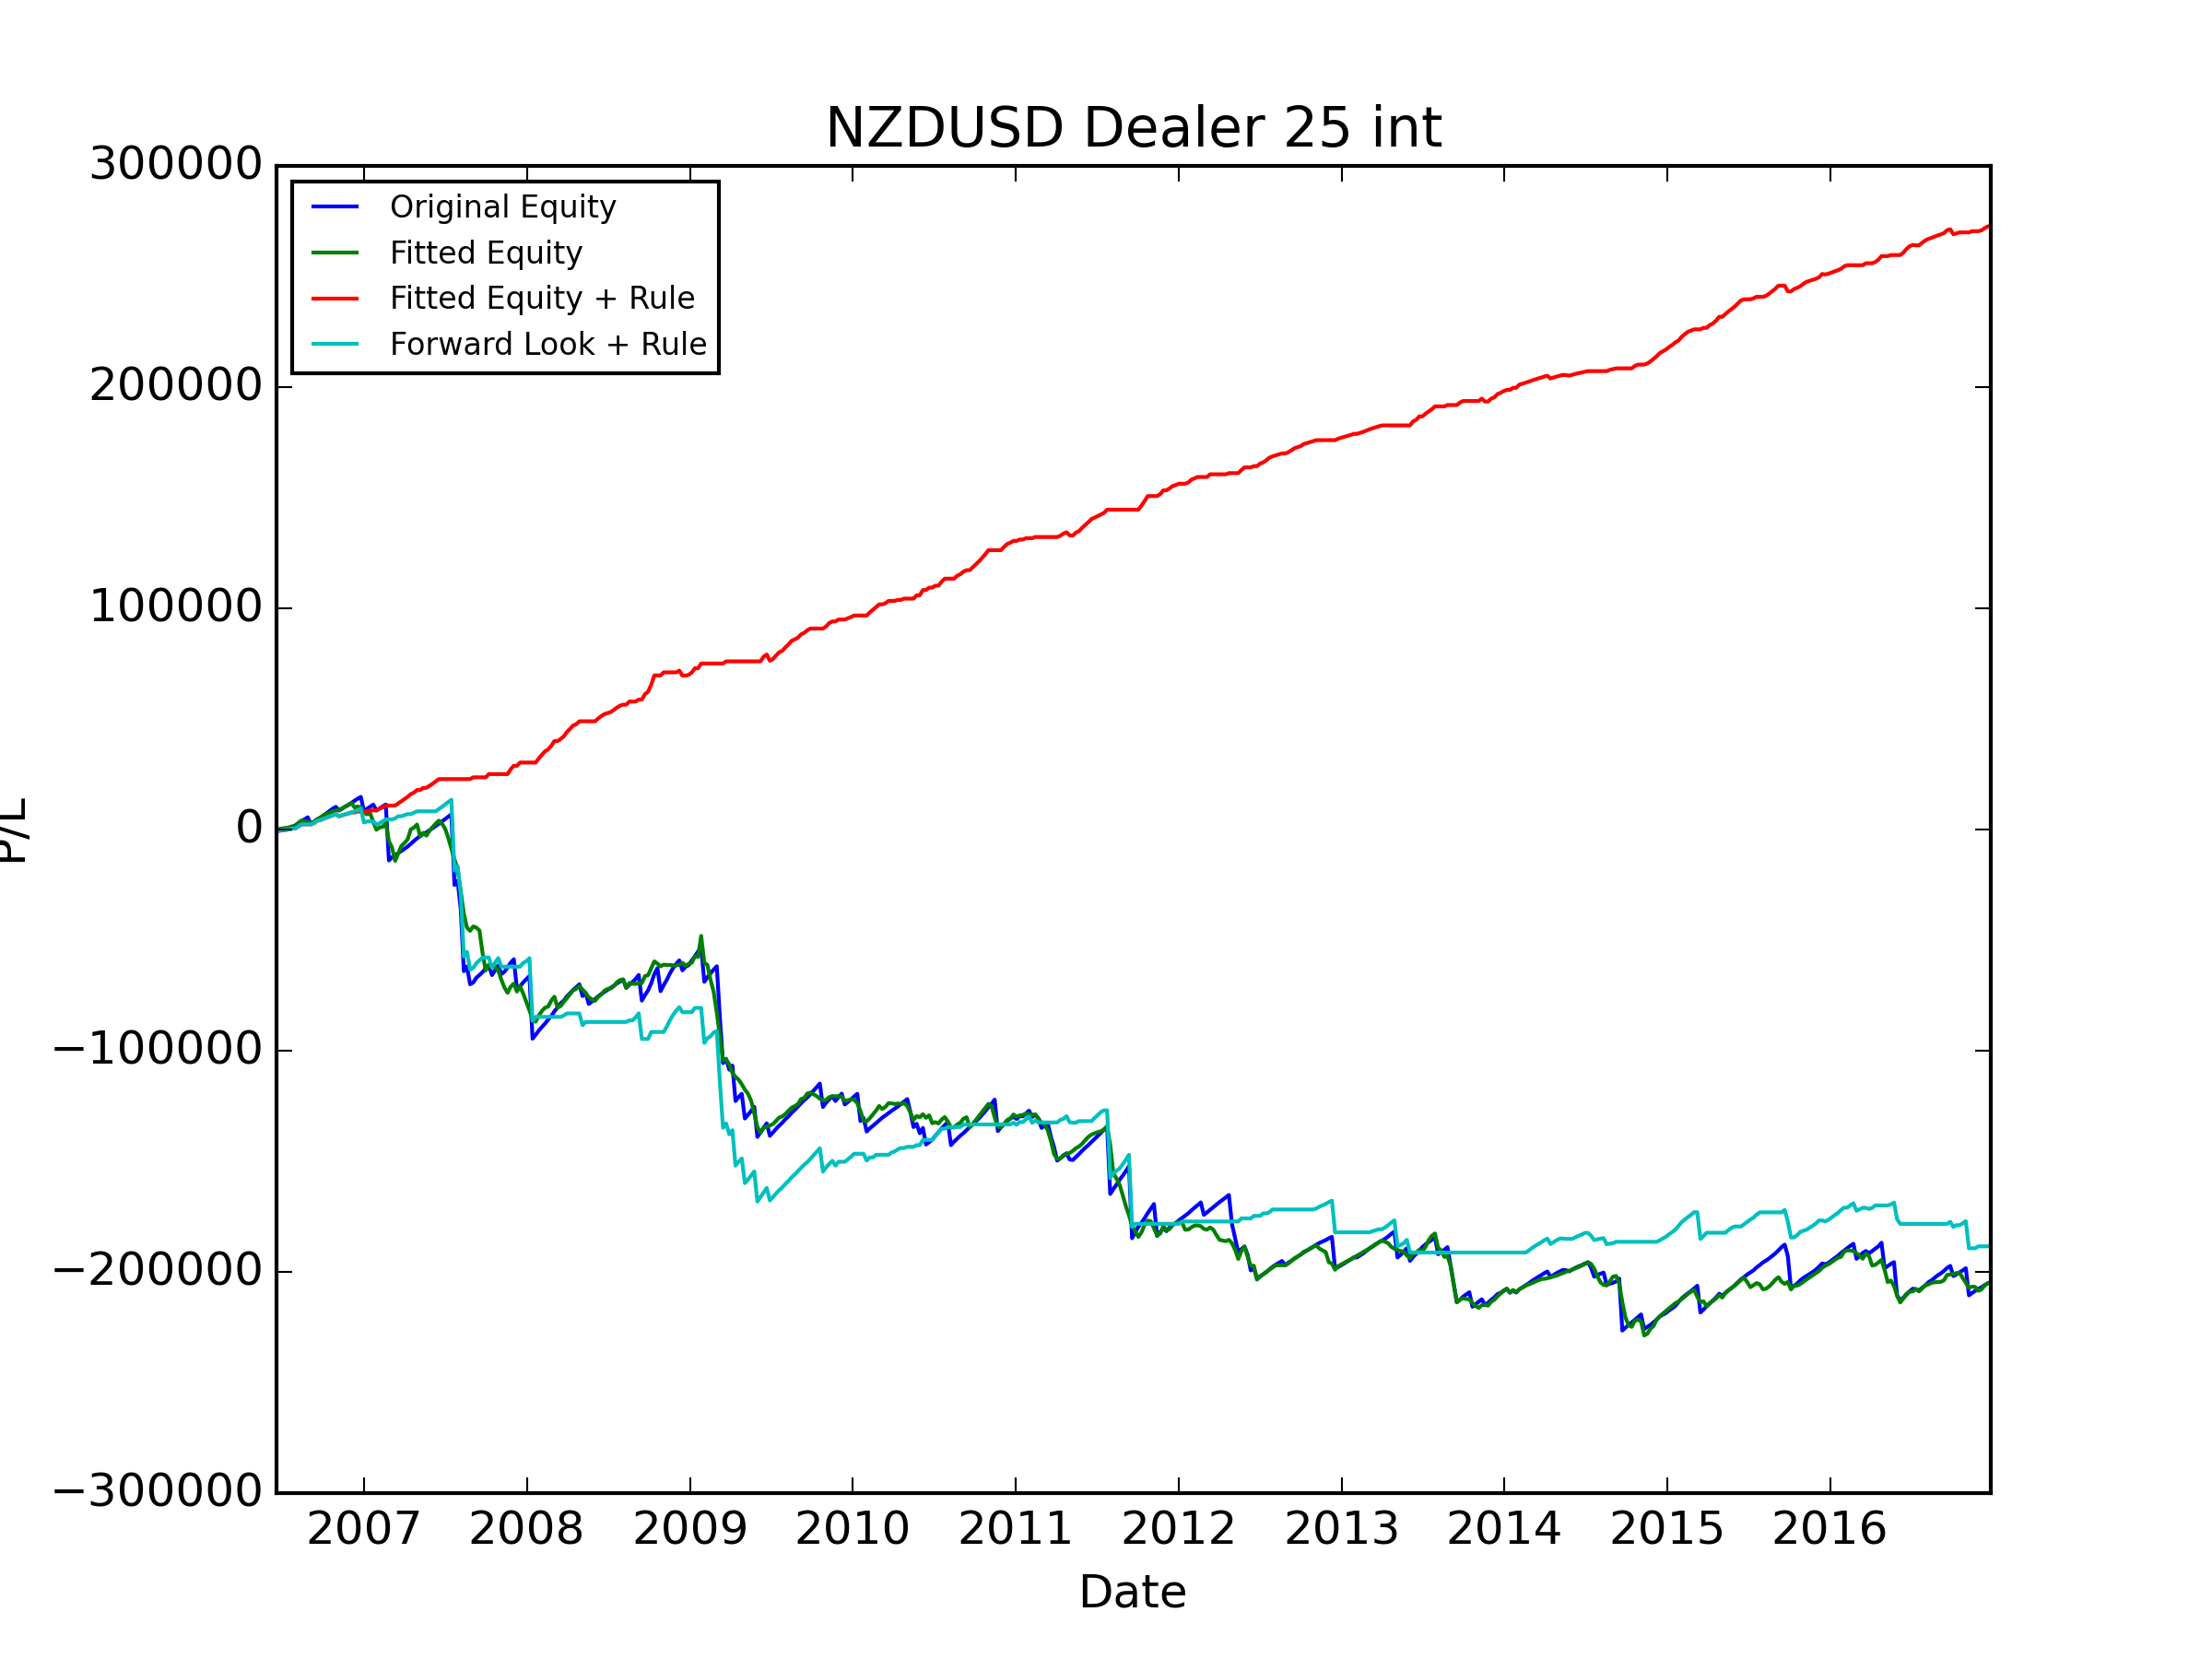 NZDUSD Dealer 25 int
300000
200000
100000
0
−100000
−200000
−300000
P/L
Original Equity
Fitted Equity
Fitted Equity + Rule
Forward Look + Rule
2007 2008 2009 2010 2011 2012 2013 2014 2015 2016
Date